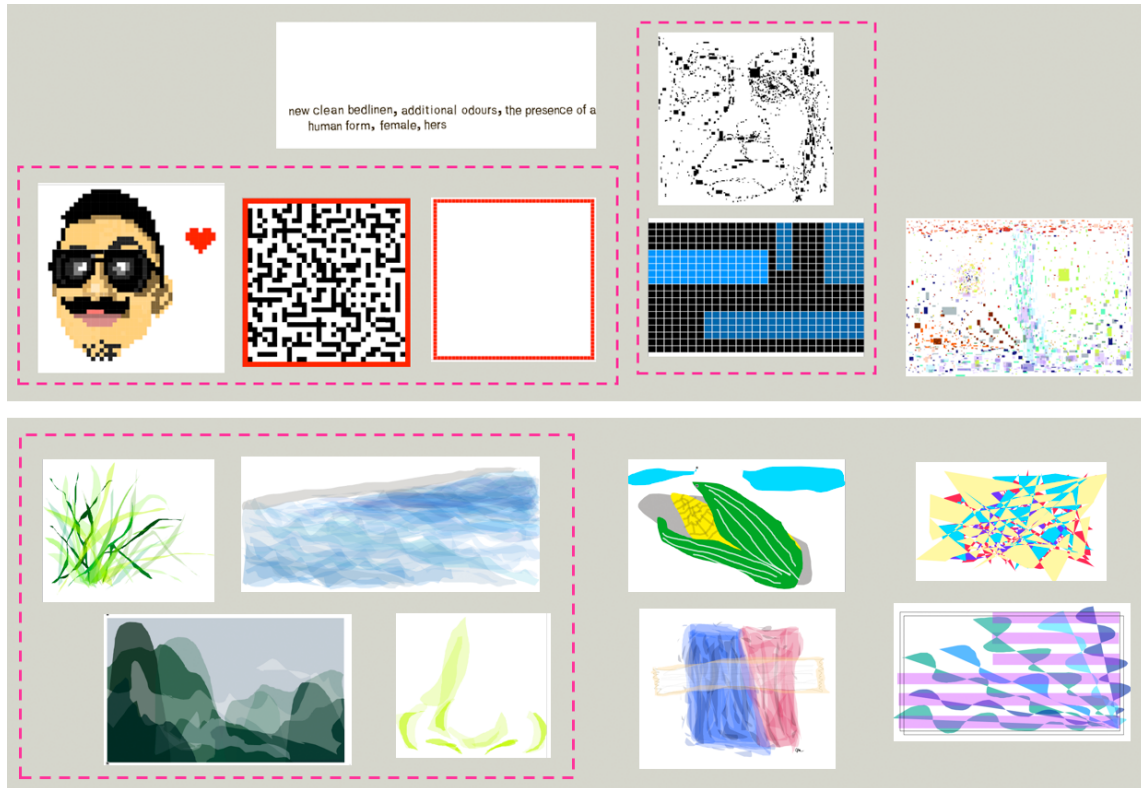 new clean bedlinen, additional odours, the presence of a
human form, female, hers